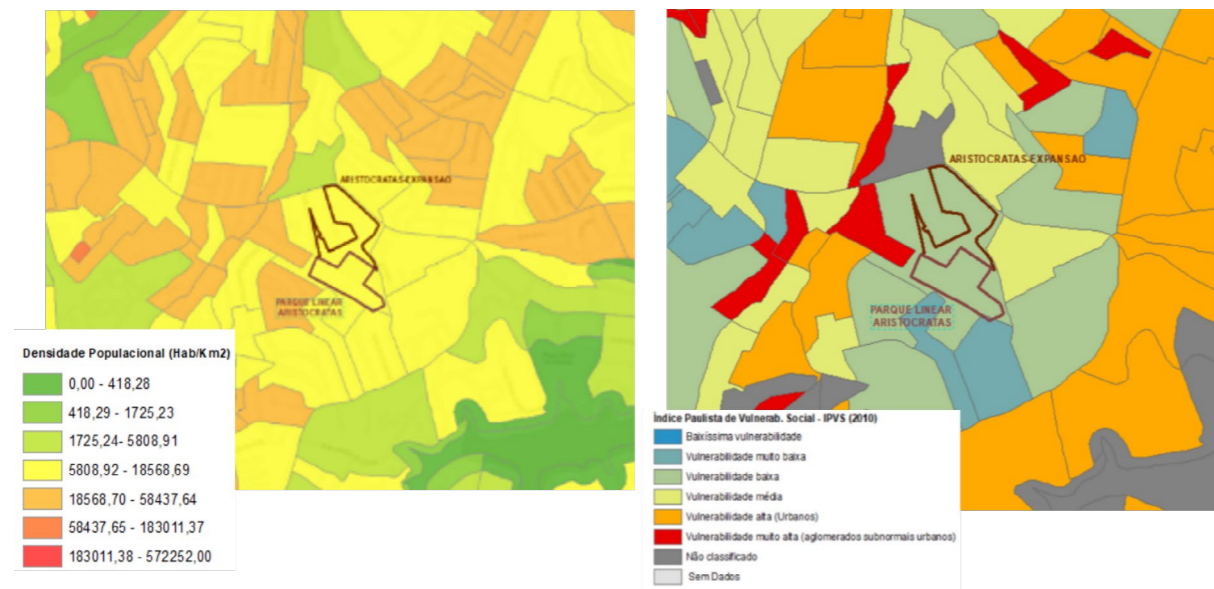 ARISTOCRATAS-EXPANSAO
PARQUE LINEAR
ARISTOCRATAS
Densidade Populacional (Hab/Km2)
0,00 - 418,28
418,29 - 1725,23
1725,24- 5808,91
5808,92 - 18568,69
18568,70 - 58437,64
58437,65 - 183011,37
183011,38 - 572252,00
ARISTOCRATAS-EXPANSAO
PARQUE LINEAR
ARISTOCRATAS
Índice Paulista de Vulnerab. Social - IPVS (2010)
Baixíssima vulnerabilidade
Vulnerabilidade muito baixa
Vulnerabilidade baixa
Vulnerabilidade média
Vulnerabilidade alta (Urbanos)
Vulnerabilidade muito alta (aglomerados subnormais urbanos)
Não classificado
Sem Dados